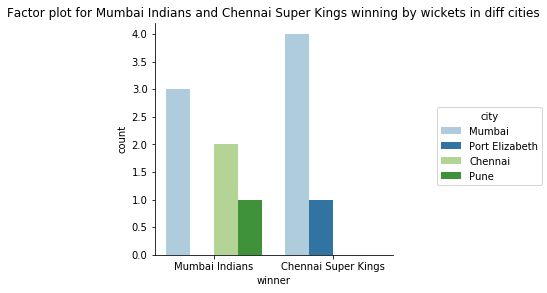 Factor plot for Mumbai Indians and Chennai Super Kings winning by wickets in diff cities
4.0
3.5
3.0
2.5
2.0
1.5
1.0
0.5
0.0
count
Mumbai Indians
Chennai Super Kings
winner
city
Mumbai
Port Elizabeth
Chennai
Pune